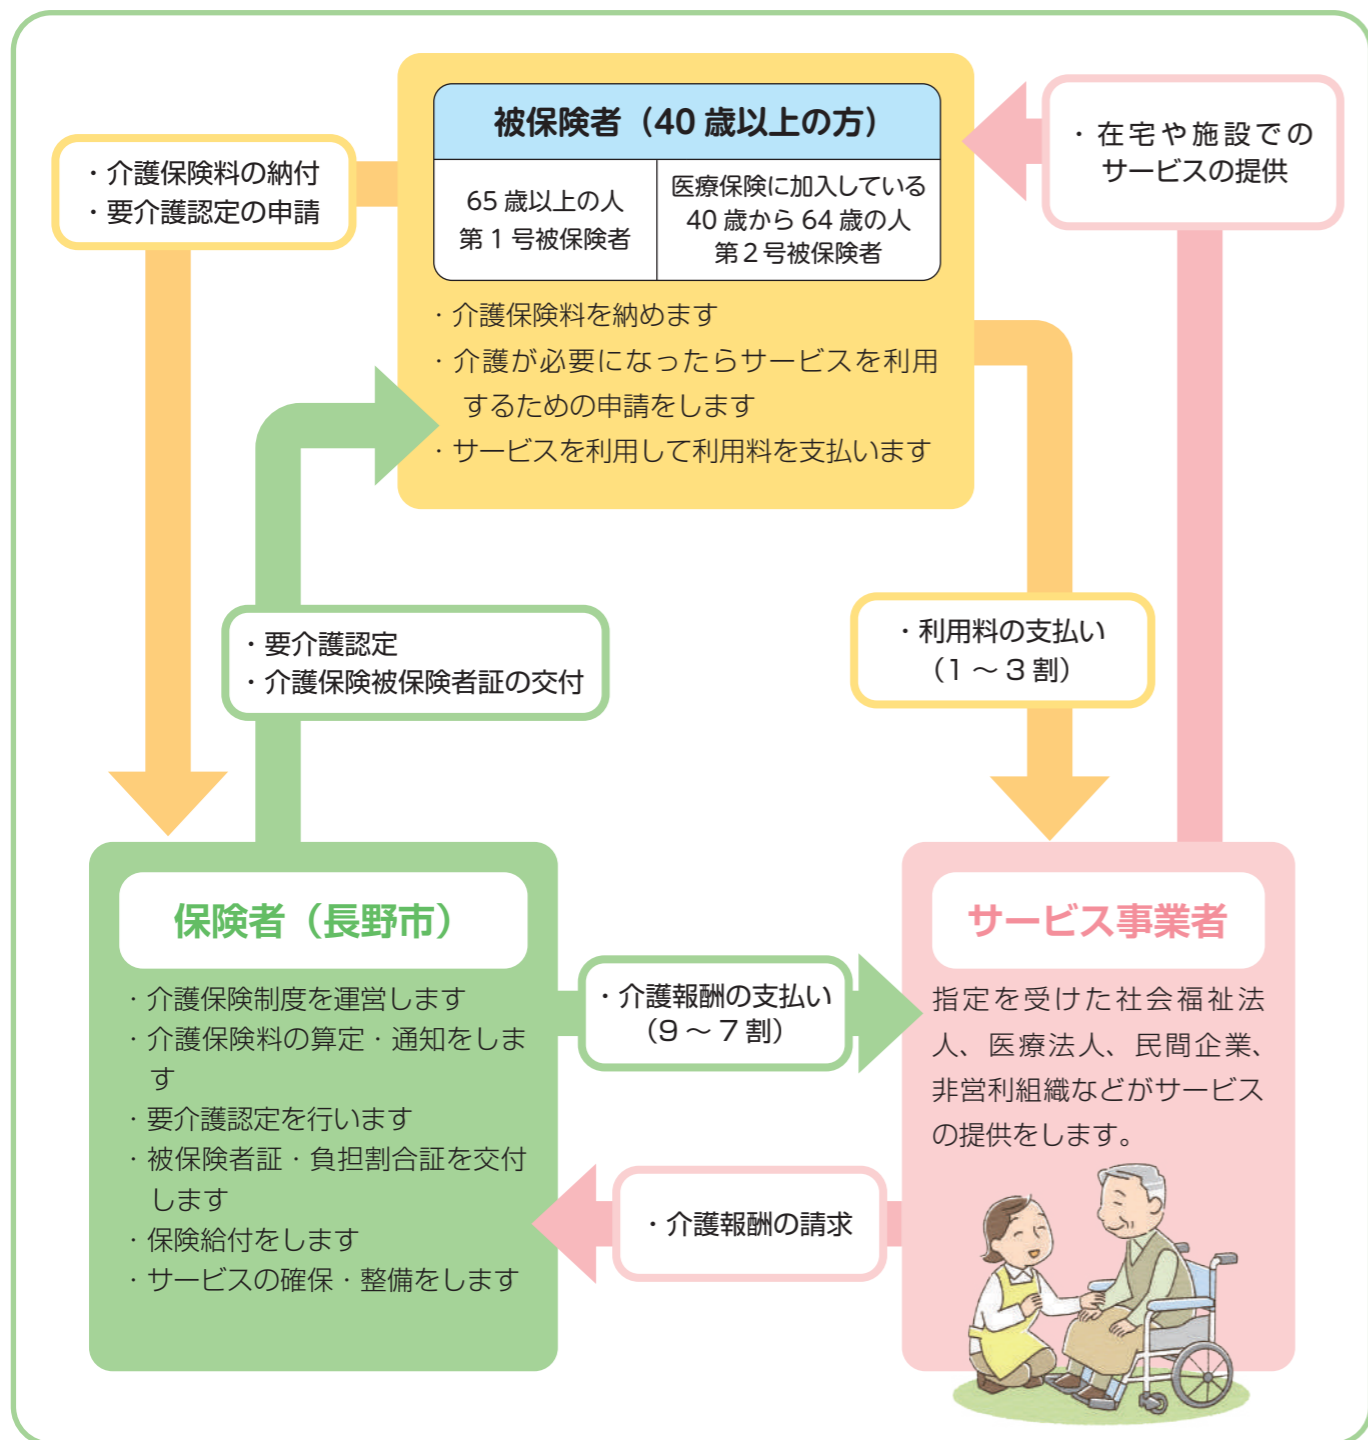 被保険者（40 歳以上の方）
65 歳以上の人
第 1 号被保険者
医療保険に加入している
40 歳から 64 歳の人
第２号被保険者
・介護保険料を納めます
・介護が必要になったらサービスを利用
するための申請をします
・サービスを利用して利用料を支払います
・介護保険料の納付
・要介護認定の申請
・在宅や施設での
サービスの提供
・要介護認定
・介護保険被保険者証の交付
・利用料の支払い
（1 ～ 3 割）
保険者（長野市）
・介護保険制度を運営します
・介護保険料の算定・通知をしま
す
・要介護認定を行います
・被保険者証・負担割合証を交付
します
・保険給付をします
・サービスの確保・整備をします
・介護報酬の支払い
（9 ～ 7 割）
・介護報酬の請求
サービス事業者
指定を受けた社会福祉法
人、医療法人、民間企業、
非営利組織などがサービス
の提供をします。